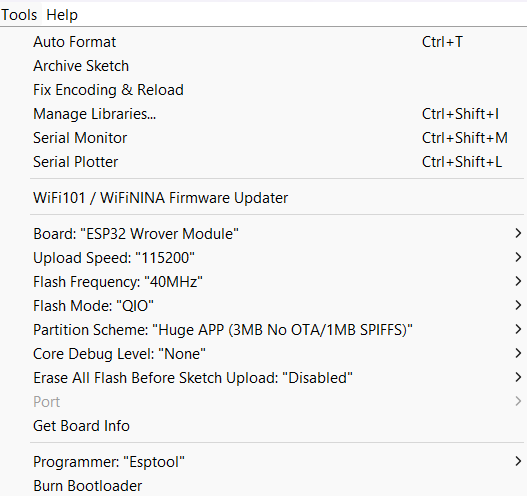 Tools Help
Auto Format Ctrl+T
Archive Sketch
Fix Encoding & Reload
Manage Libraries... Ctrl+Shift+I
Serial Monitor Ctrl+Shift+M
Serial Plotter Ctrl+Shift+L
WiFi101 / WiFiNINA Firmware Updater
Board: "ESP32 Wrover Module"
Upload Speed: "115200"
Flash Frequency: "40MHz"
Flash Mode: "QIO"
Partition Scheme: "Huge APP (3MB No OTA/1MB SPIFFS)"
Core Debug Level: "None"
Erase All Flash Before Sketch Upload: "Disabled"
Port
Get Board Info
Programmer: "Esptool"
Burn Bootloader